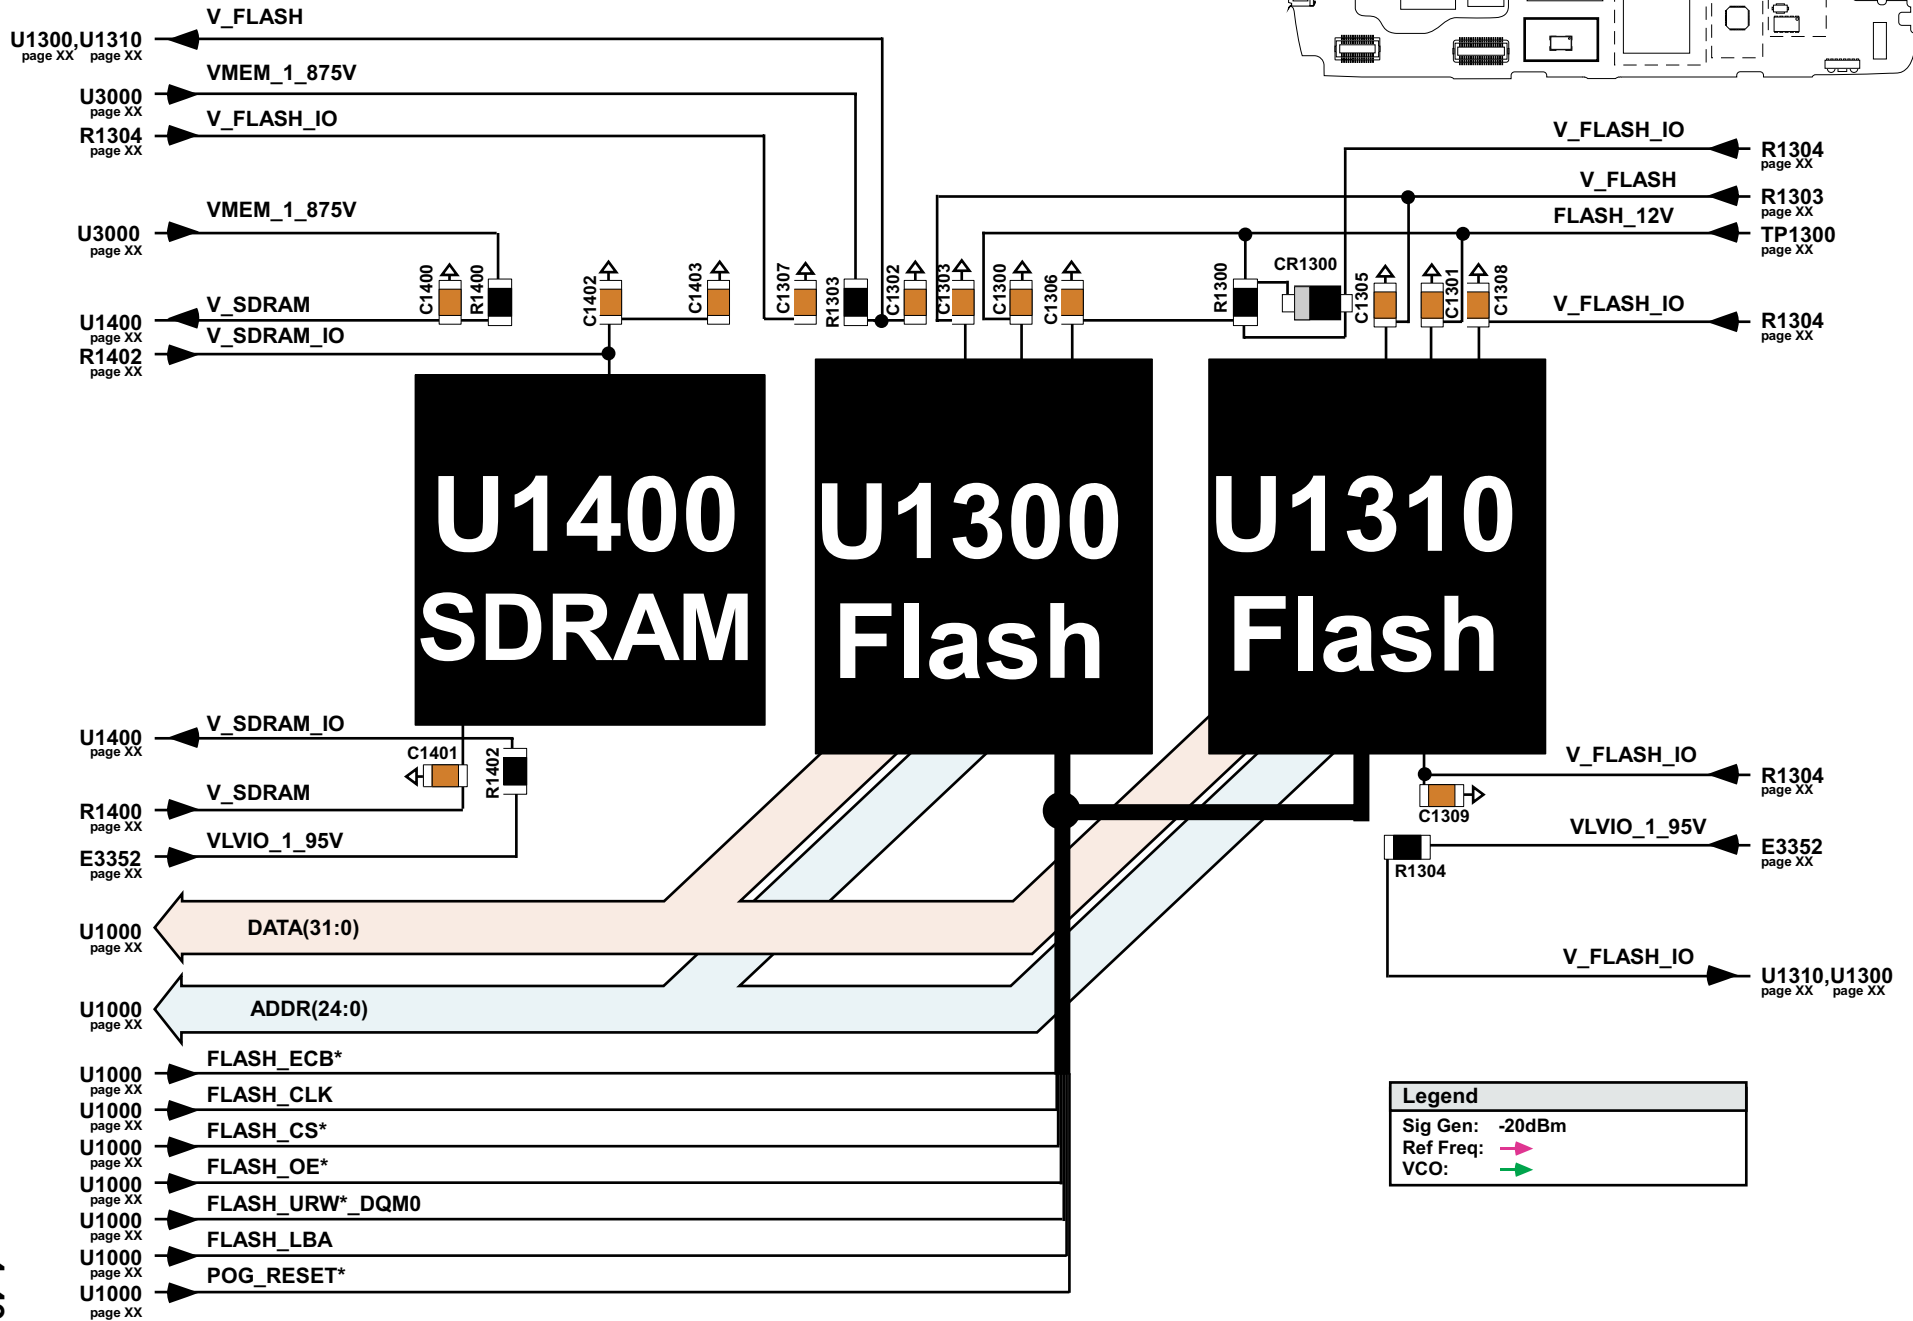 V_FLASH
U1300,U1310
page XX page XX
VMEM_1_875V
U3000
page XX
V_FLASH_IO
R1304
page XX
VMEM_1_875V
U3000
page XX
V_SDRAM
U1400
page XX
V_SDRAM_IO
R1402
page XX
C1400
R1400
C1402
C1403
C1307
R1303
C1302
C1303
C1300
C1306
R1300
CR1300
C1305
C1301
C1308
V_FLASH_IO
R1304
page XX
V_FLASH
R1303
page XX
FLASH_12V
TP1300
page XX
V_FLASH_IO
R1304
page XX
U1400
SDRAM
U1300
Flash
U1310
Flash
V_SDRAM_IO
U1400
page XX
C1401
R1402
V_SDRAM
R1400
page XX
VLVIO_1_95V
E3352
page XX
V_FLASH_IO
R1304
page XX
C1309
VLVIO_1_95V
E3352
page XX
R1304
V_FLASH_IO
U1310,U1300
page XX page XX
DATA(31:0)
U1000
page XX
ADDR(24:0)
U1000
page XX
FLASH_ECB*
U1000
page XX
FLASH_CLK
U1000
page XX
FLASH_CS*
U1000
page XX
FLASH_OE*
U1000
page XX
FLASH_URW*_DQM0
U1000
page XX
FLASH_LBA
U1000
page XX
POG_RESET*
U1000
page XX
Legend
Sig Gen: -20dBm
Ref Freq:
VCO: